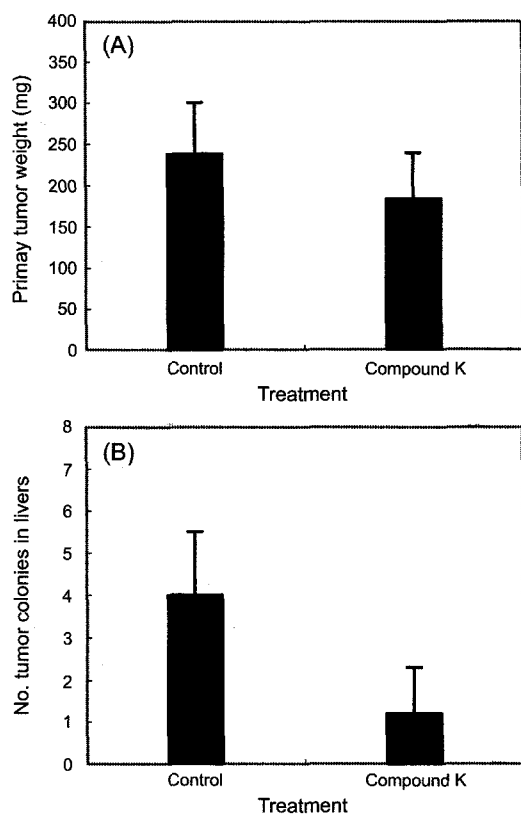 (A)
Primay tumor weight (mg)
400
350
300
250
200
150
100
50
0
Control
Compound K
Treatment
(B)
No. tumor colonies in livers
8
7
6
5
4
3
2
1
0
Control
Compound K
Treatment